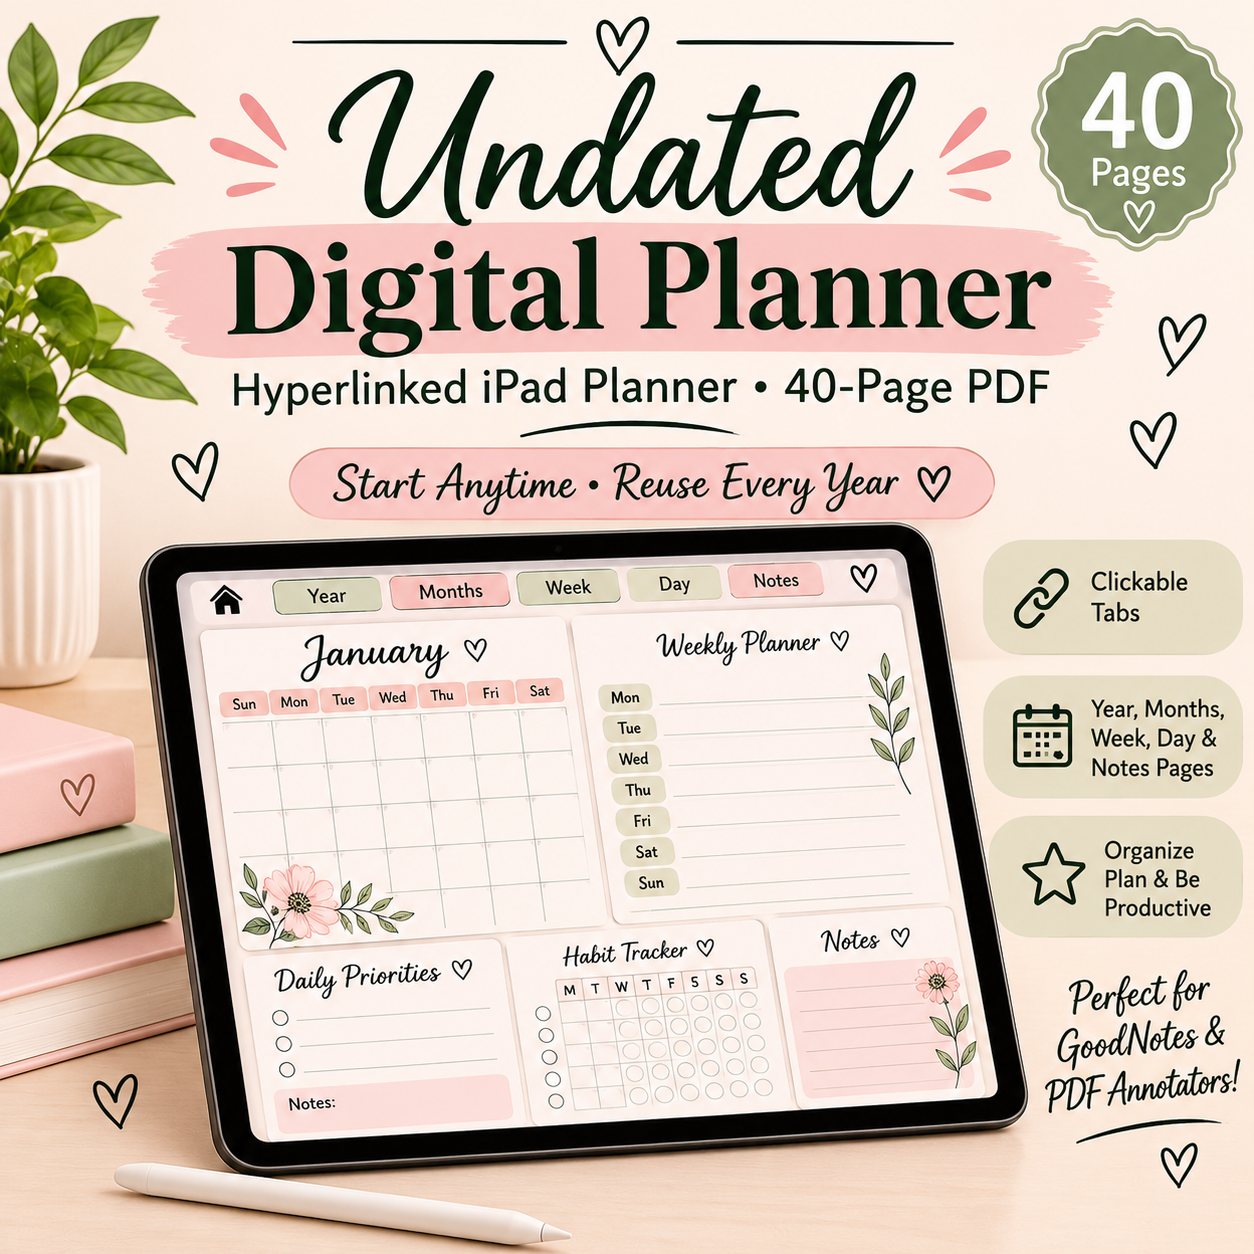 Undated
40
Pages
Digital Planner
Hyperlinked iPad Planner • 40-Page PDF
Start Anytime • Reuse Every Year
Year Months Week Day Notes
January
Sun Mon Tue Wed Thu Fri Sat
Weekly Planner
Mon
Tue
Wed
Thu
Fri
Sat
Sun
Daily Priorities
Notes:
Habit Tracker
M T W T F S S S
Notes
Clickable
Tabs
Year, Months,
Week, Day &
Notes Pages
Organize
Plan & Be
Productive
Perfect for
GoodNotes &
PDF Annotators!